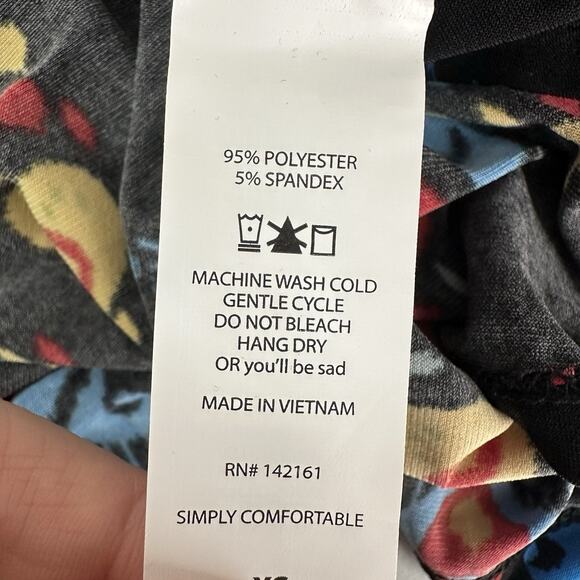 95% POLYESTER
5% SPANDEX
MACHINE WASH COLD
GENTLE CYCLE
DO NOT BLEACH
HANG DRY
OR you'll be sad
MADE IN VIETNAM
RN# 142161
SIMPLY COMFORTABLE